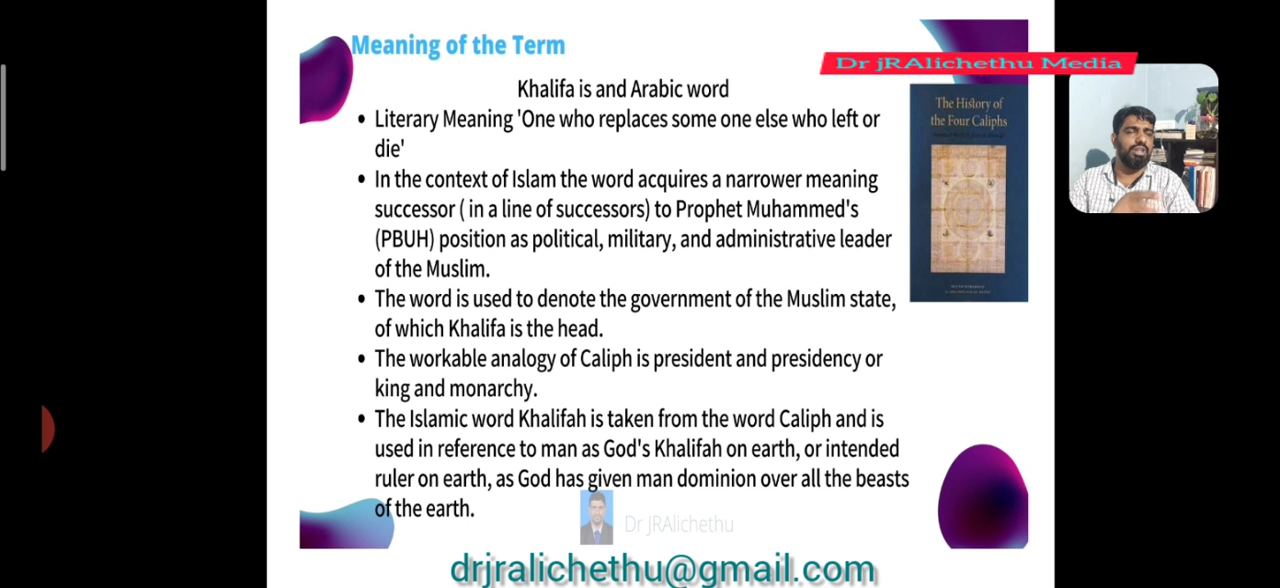 Meaning of the Term
Dr jRAlichethu Media
Khalifa is and Arabic word
• Literary Meaning 'One who replaces some one else who left or
die'
• In the context of Islam the word acquires a narrower meaning
successor ( in a line of successors) to Prophet Muhammed's
(PBUH) position as political, military, and administrative leader
of the Muslim.
• The word is used to denote the government of the Muslim state,
of which Khalifa is the head.
• The workable analogy of Caliph is president and presidency or
king and monarchy.
• The Islamic word Khalifah is taken from the word Caliph and is
used in reference to man as God's Khalifah on earth, or intended
ruler on earth, as God has given man dominion over all the beasts
of the earth.
The History of
the Four Caliphs
Dr JRAlichethu
drjralichethu@gmail.com